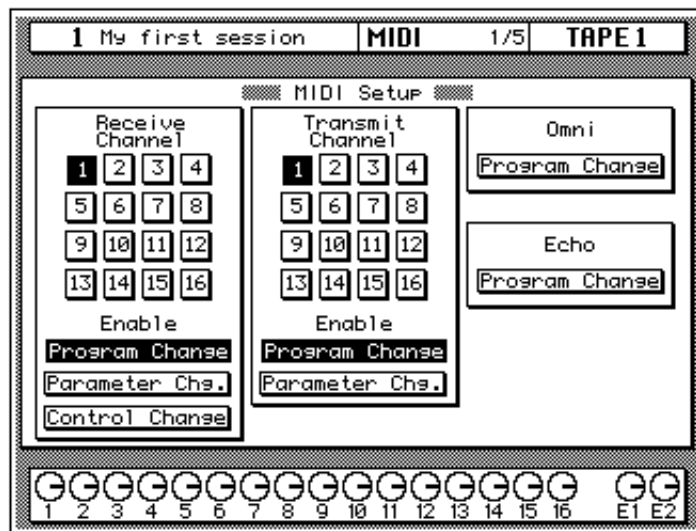 1 My first session MIDI 1/5 TAPE 1
MIDI Setup
Receive Channel
1 2 3 4
5 6 7 8
9 10 11 12
13 14 15 16
Enable
Program Change
Parameter Chg.
Control Change
Transmit Channel
1 2 3 4
5 6 7 8
9 10 11 12
13 14 15 16
Enable
Program Change
Parameter Chg.
Omni
Program Change
Echo
Program Change
1 2 3 4 5 6 7 8 9 10 11 12 13 14 15 16 E1 E2